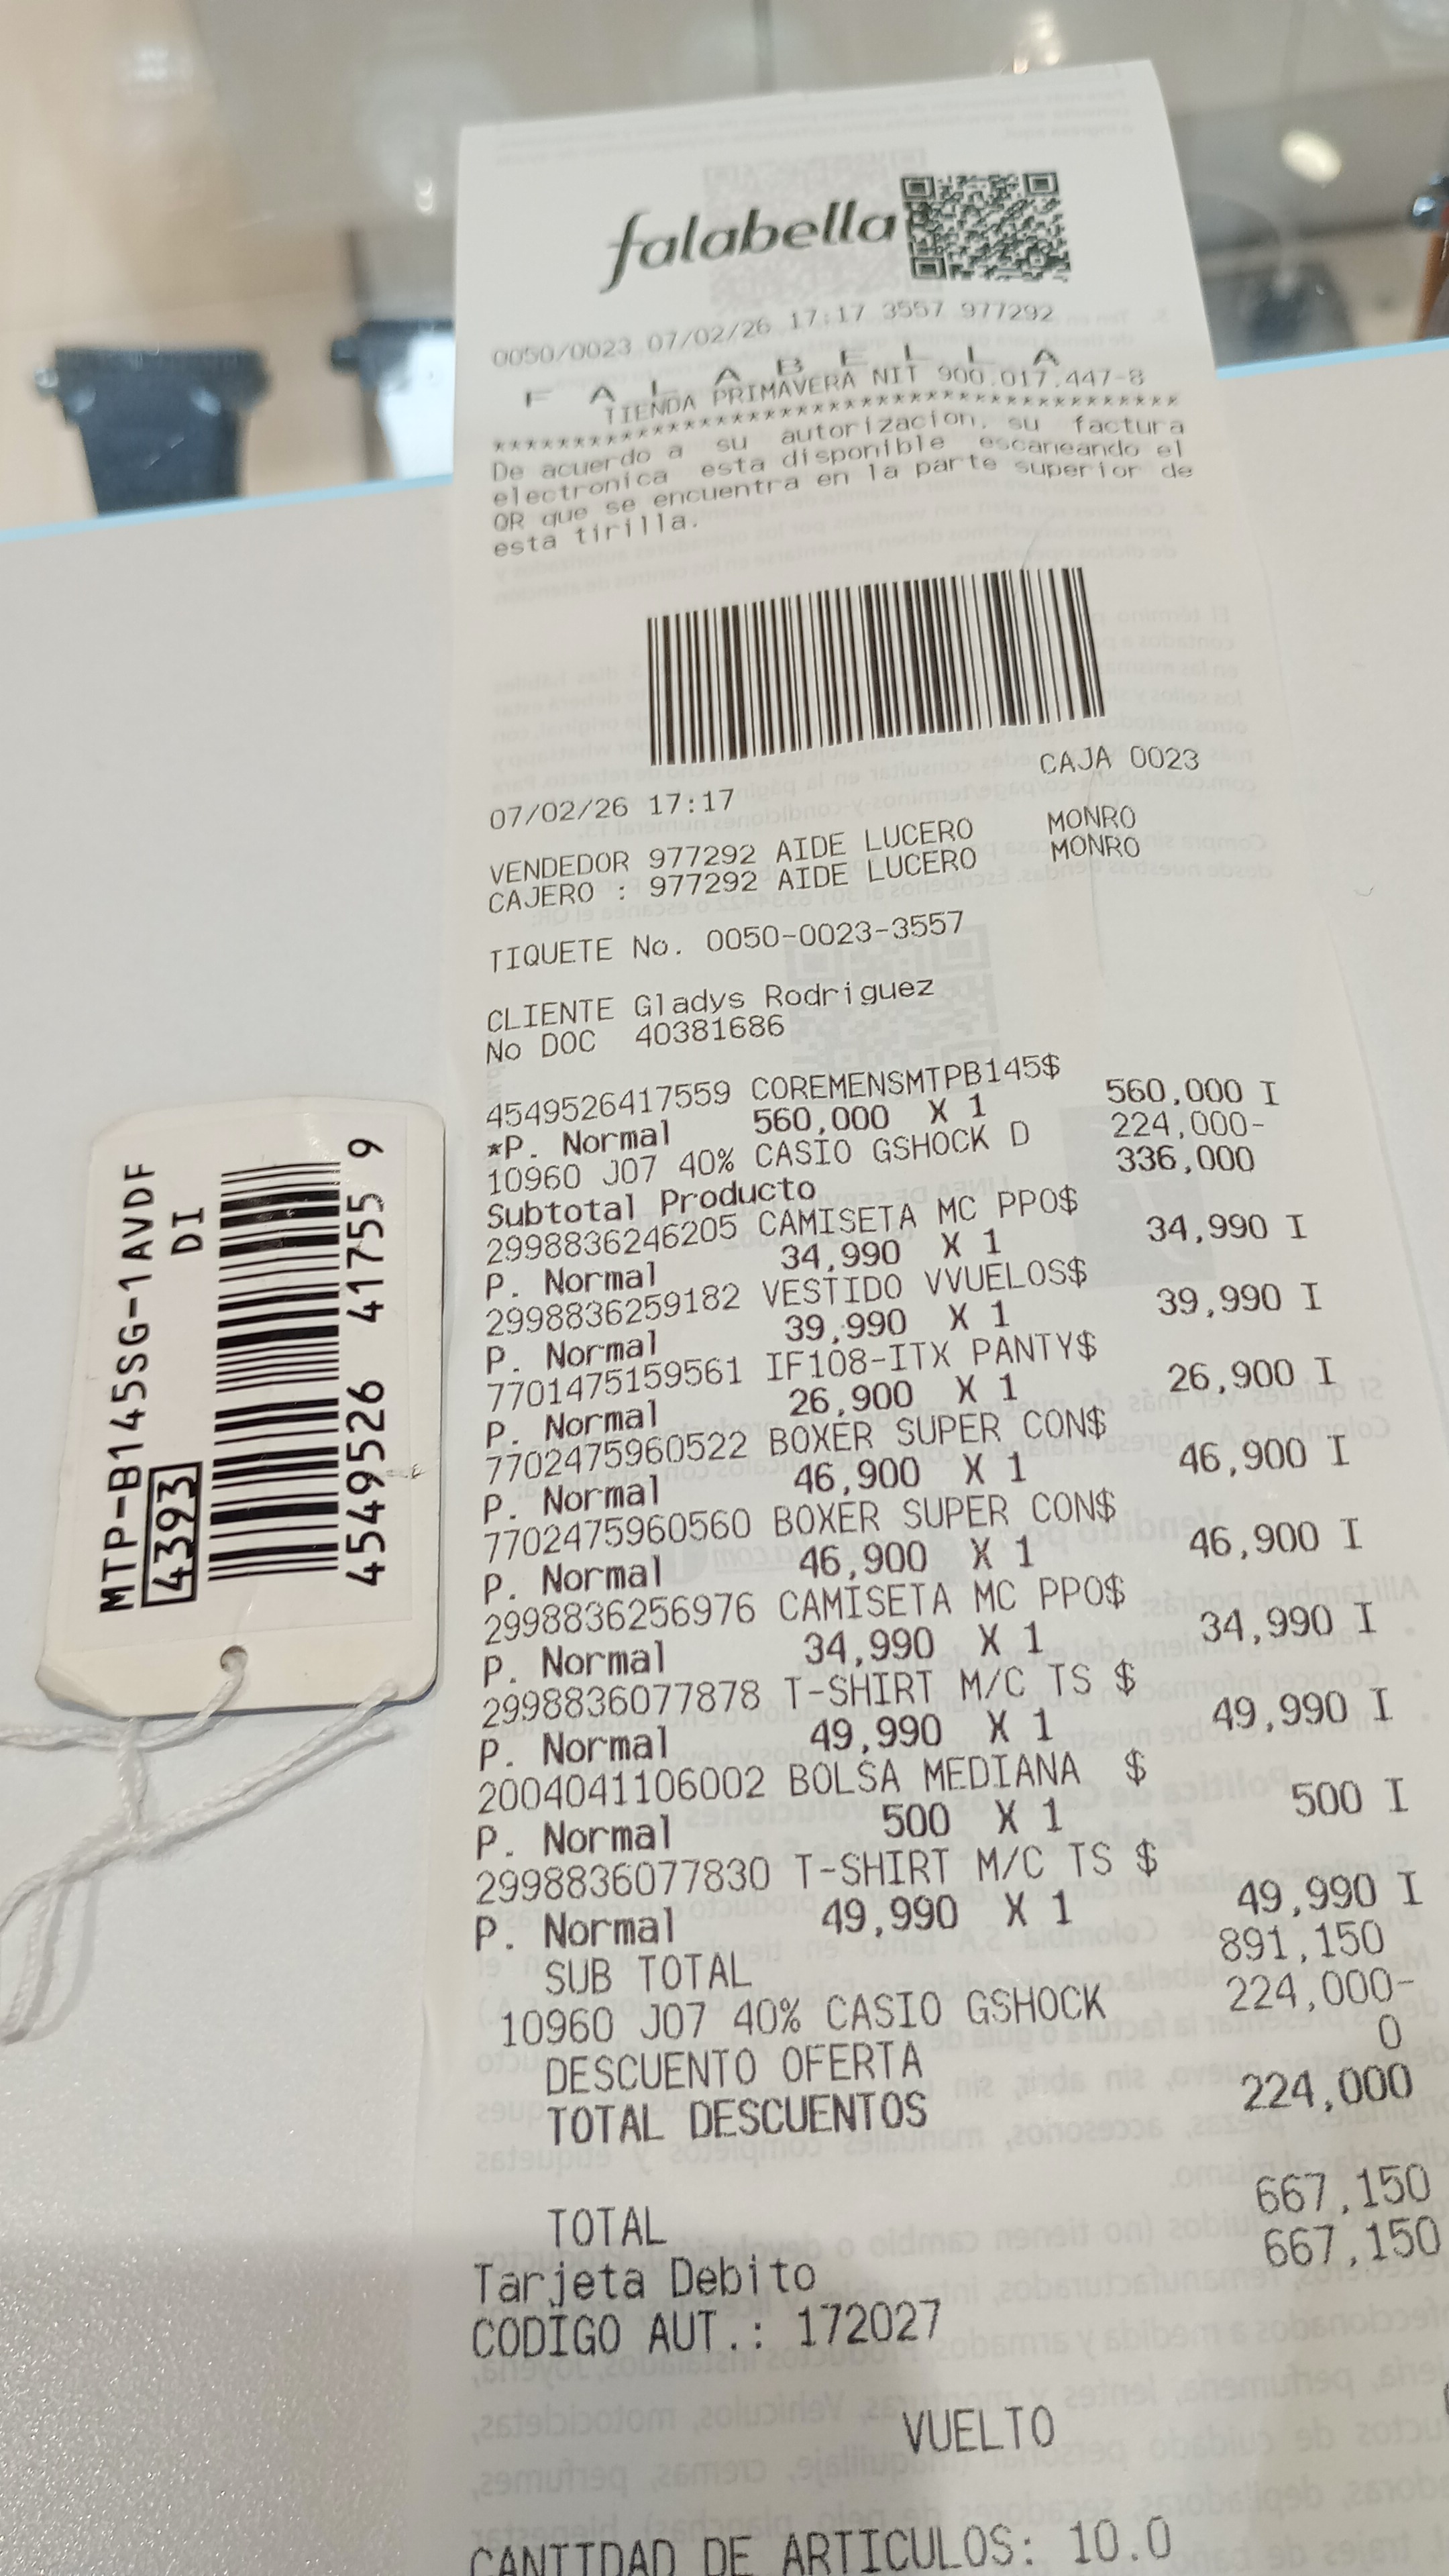 falabella
0050/0023 07/02/26 17:17 3557 977292
F A L A B E L L A
TIENDA PRIMAVERA NIT 900.017.447-8
****************************************
De acuerdo a su autorizacion, su factura
electronica esta disponible escaneando el
QR que se encuentra en la parte superior de
esta tirilla.
CAJA 0023
07/02/26 17:17
VENDEDOR 977292 AIDE LUCERO MONRO
CAJERO : 977292 AIDE LUCERO MONRO
TIQUETE No. 0050-0023-3557
CLIENTE Gladys Rodriguez
No DOC 40381686
4549526417559 COREMENSMTPB145$
*P. Normal 560,000 X 1 560,000 I
10960 J07 40% CASIO GSHOCK D 224,000-
Subtotal Producto 336,000
2998836246205 CAMISETA MC PPO$
P. Normal 34,990 X 1 34,990 I
2998836259182 VESTIDO VVUELOS$
P. Normal 39,990 X 1 39,990 I
7701475159561 IF108-ITX PANTY$
P. Normal 26,900 X 1 26,900 I
7702475960522 BOXER SUPER CON$
P. Normal 46,900 X 1 46,900 I
7702475960560 BOXER SUPER CON$
P. Normal 46,900 X 1 46,900 I
2998836256976 CAMISETA MC PPO$
P. Normal 34,990 X 1 34,990 I
2998836077878 T-SHIRT M/C TS $
P. Normal 49,990 X 1 49,990 I
2004041106002 BOLSA MEDIANA $
P. Normal 500 X 1 500 I
2998836077830 T-SHIRT M/C TS $
P. Normal 49,990 X 1 49,990 I
SUB TOTAL 891,150
10960 J07 40% CASIO GSHOCK 224,000-
DESCUENTO OFERTA 0
TOTAL DESCUENTOS 224,000
TOTAL 667,150
Tarjeta Debito 667,150
CODIGO AUT.: 172027
VUELTO
CANTIDAD DE ARTICULOS: 10.0
MTP-B145SG-1AVDF
DI
4393
4549526 41755 9